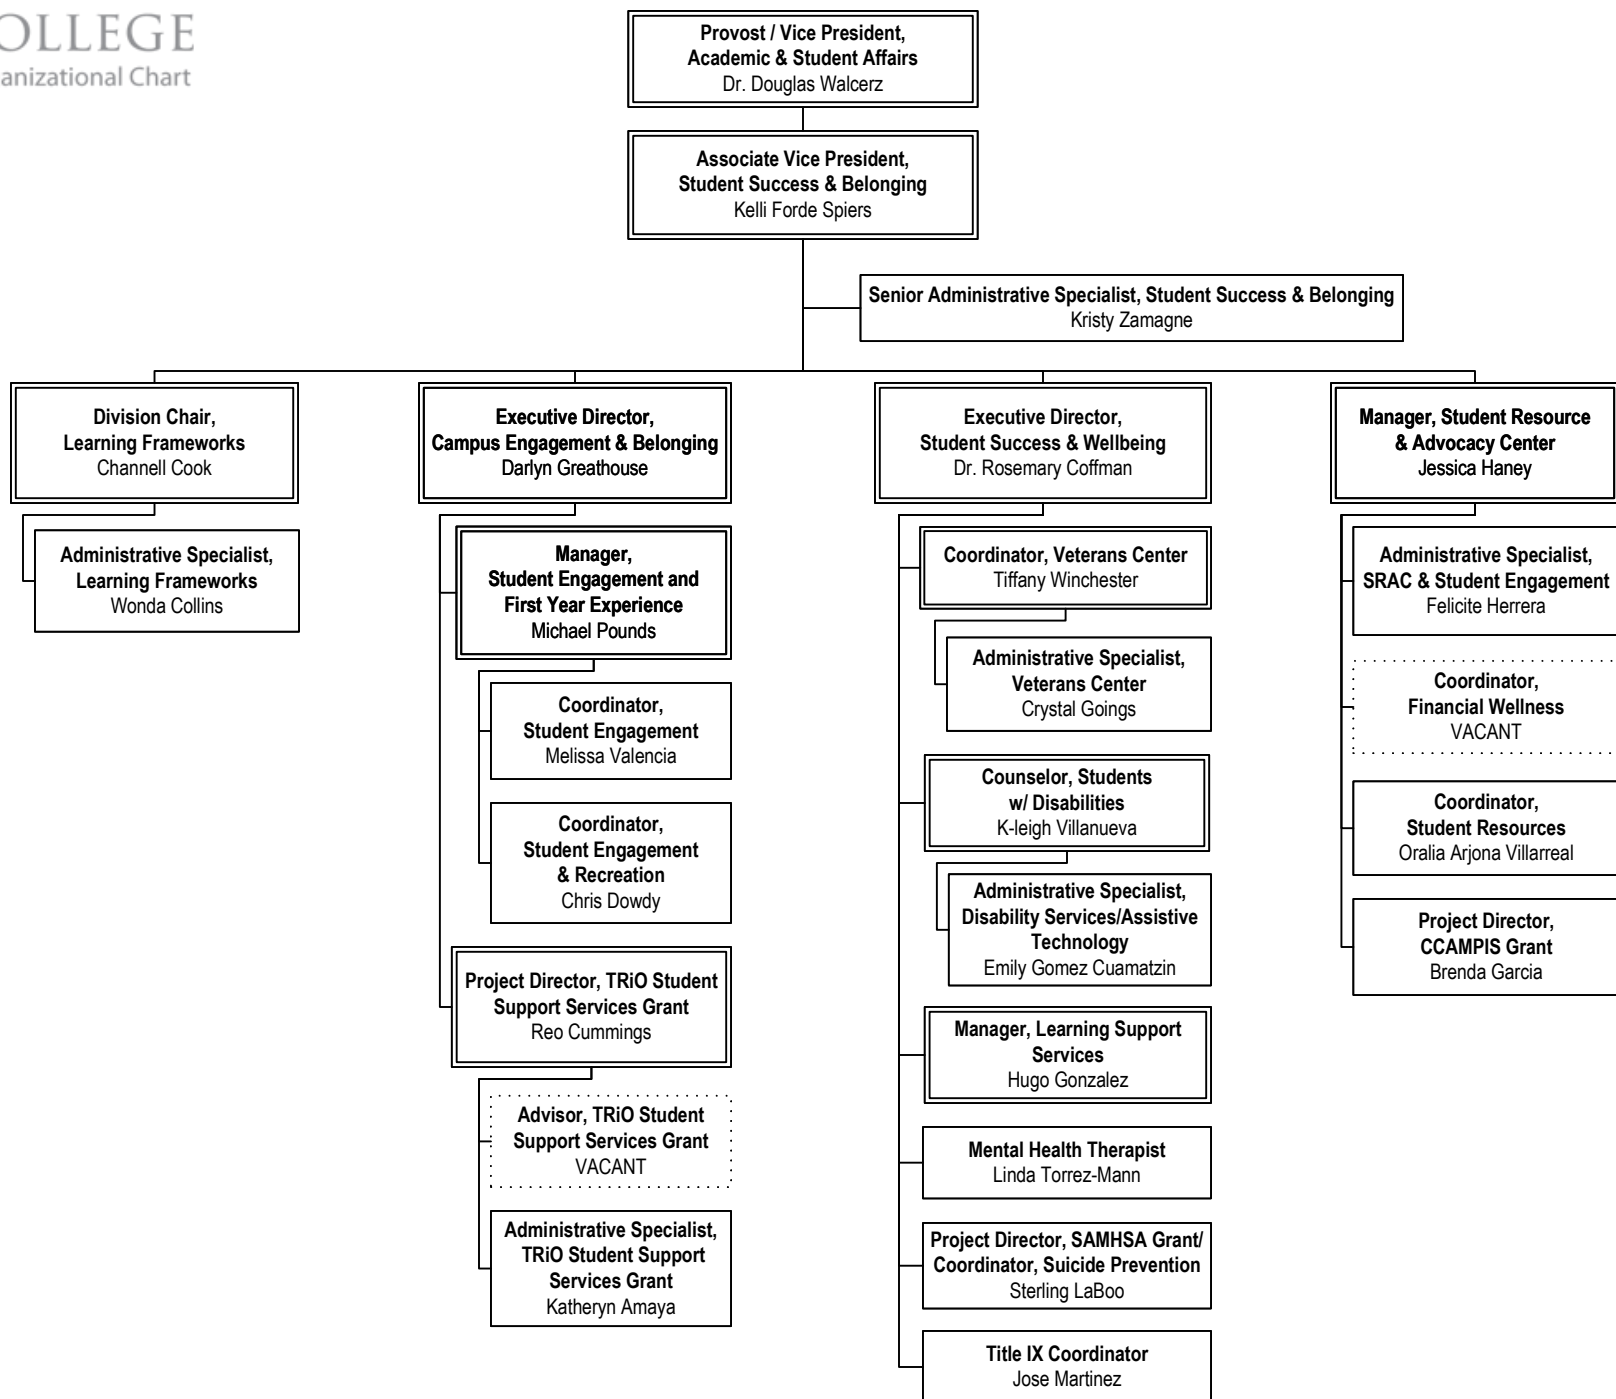 OLLEGE
anizational Chart
Provost / Vice President,
Academic & Student Affairs
Dr. Douglas Walcerz
Associate Vice President,
Student Success & Belonging
Kelli Forde Spiers
Senior Administrative Specialist, Student Success & Belonging
Kristy Zamagne
Division Chair,
Learning Frameworks
Channell Cook
Administrative Specialist,
Learning Frameworks
Wonda Collins
Executive Director,
Campus Engagement & Belonging
Darlyn Greathouse
Manager,
Student Engagement and
First Year Experience
Michael Pounds
Coordinator,
Student Engagement
Melissa Valencia
Coordinator,
Student Engagement
& Recreation
Chris Dowdy
Project Director, TRiO Student
Support Services Grant
Reo Cummings
Advisor, TRiO Student
Support Services Grant
VACANT
Administrative Specialist,
TRiO Student Support
Services Grant
Katheryn Amaya
Executive Director,
Student Success & Wellbeing
Dr. Rosemary Coffman
Coordinator, Veterans Center
Tiffany Winchester
Administrative Specialist,
Veterans Center
Crystal Goings
Counselor, Students
w/ Disabilities
K-leigh Villanueva
Administrative Specialist,
Disability Services/Assistive
Technology
Emily Gomez Cuamatzin
Manager, Learning Support
Services
Hugo Gonzalez
Mental Health Therapist
Linda Torrez-Mann
Project Director, SAMHSA Grant/
Coordinator, Suicide Prevention
Sterling LaBoo
Title IX Coordinator
Jose Martinez
Manager, Student Resource
& Advocacy Center
Jessica Haney
Administrative Specialist,
SRAC & Student Engagement
Felicite Herrera
Coordinator,
Financial Wellness
VACANT
Coordinator,
Student Resources
Oralia Arjona Villarreal
Project Director,
CCAMPIS Grant
Brenda Garcia